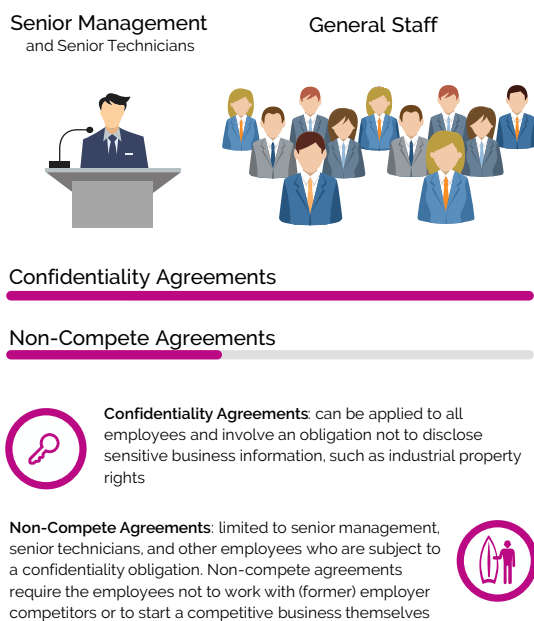 Senior Management
and Senior Technicians
General Staff
Confidentiality Agreements
Non-Compete Agreements
Confidentiality Agreements: can be applied to all
employees and involve an obligation not to disclose
sensitive business information, such as industrial property
rights
Non-Compete Agreements: limited to senior management,
senior technicians, and other employees who are subject to
a confidentiality obligation. Non-compete agreements
require the employees not to work with (former) employer
competitors or to start a competitive business themselves